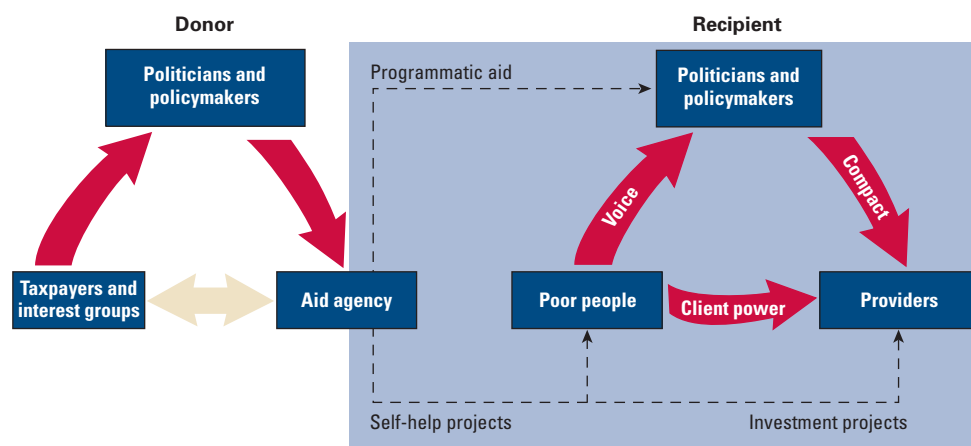 Donor
Recipient
Politicians and
policymakers
Programmatic aid
Politicians and
policymakers
Voice
Compact
Taxpayers and
interest groups
Aid agency
Poor people
Client power
Providers
Self-help projects
Investment projects